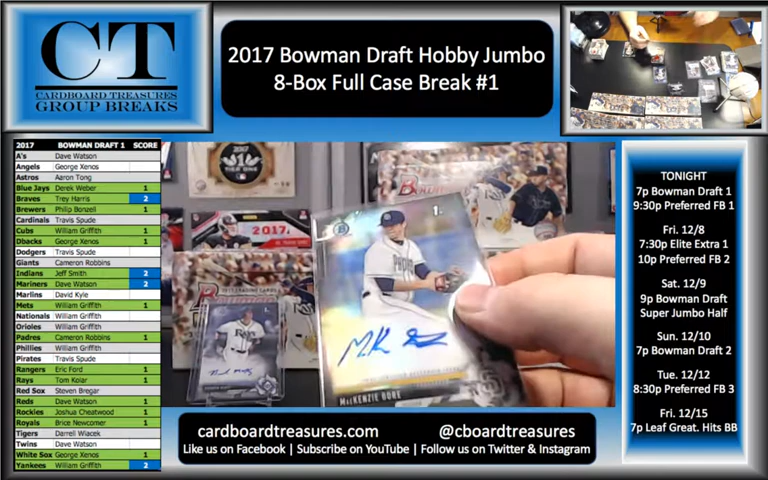 CT
CARDBOARD TREASURES
GROUP BREAKS
2017 Bowman Draft Hobby Jumbo
8-Box Full Case Break #1
2017 BOWMAN DRAFT 1 SCORE
A's Dave Watson
Angels George Xenos
Astros Aaron Tong
Blue Jays Derek Weber 1
Braves Trey Harris 2
Brewers Philip Bonzell 1
Cardinals Travis Spude
Cubs William Griffith 1
Dbacks George Xenos 1
Dodgers Travis Spude
Giants Cameron Robbins
Indians Jeff Smith 2
Mariners Dave Watson 2
Marlins David Kyle
Mets William Griffith 1
Nationals William Griffith
Orioles William Griffith
Padres Cameron Robbins 1
Phillies William Griffith
Pirates Travis Spude
Rangers Eric Ford 1
Rays Tom Kolar 1
Red Sox Steven Bregar
Reds Dave Watson 1
Rockies Joshua Cheatwood 1
Royals Brice Newcomer 1
Tigers Darrell Wiacek
Twins Dave Watson
White Sox George Xenos 1
Yankees William Griffith 2
2017
TIER ONE
2017
PADRES
1st
MACKENZIE GORE
RAYS
TONIGHT
7p Bowman Draft 1
9:30p Preferred FB 1
Fri. 12/8
7:30p Elite Extra 1
10p Preferred FB 2
Sat. 12/9
9p Bowman Draft
Super Jumbo Half
Sun. 12/10
7p Bowman Draft 2
Tue. 12/12
8:30p Preferred FB 3
Fri. 12/15
7p Leaf Great. Hits BB
cardboardtreasures.com @cboardtreasures
Like us on Facebook | Subscribe on YouTube | Follow us on Twitter & Instagram